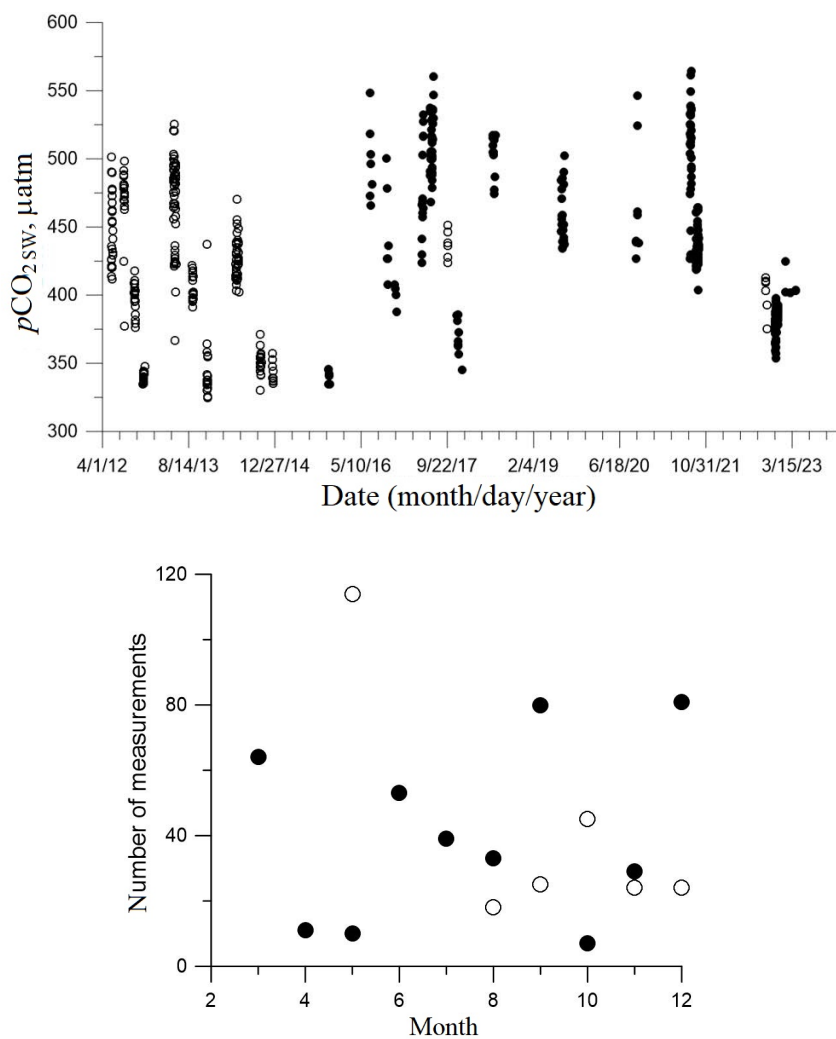 600
550
500
450
400
350
300
pCO2 SW, µatm
4/1/12 8/14/13 12/27/14 5/10/16 9/22/17 2/4/19 6/18/20 10/31/21 3/15/23
Date (month/day/year)
120
80
40
0
Number of measurements
2 4 6 8 10 12
Month